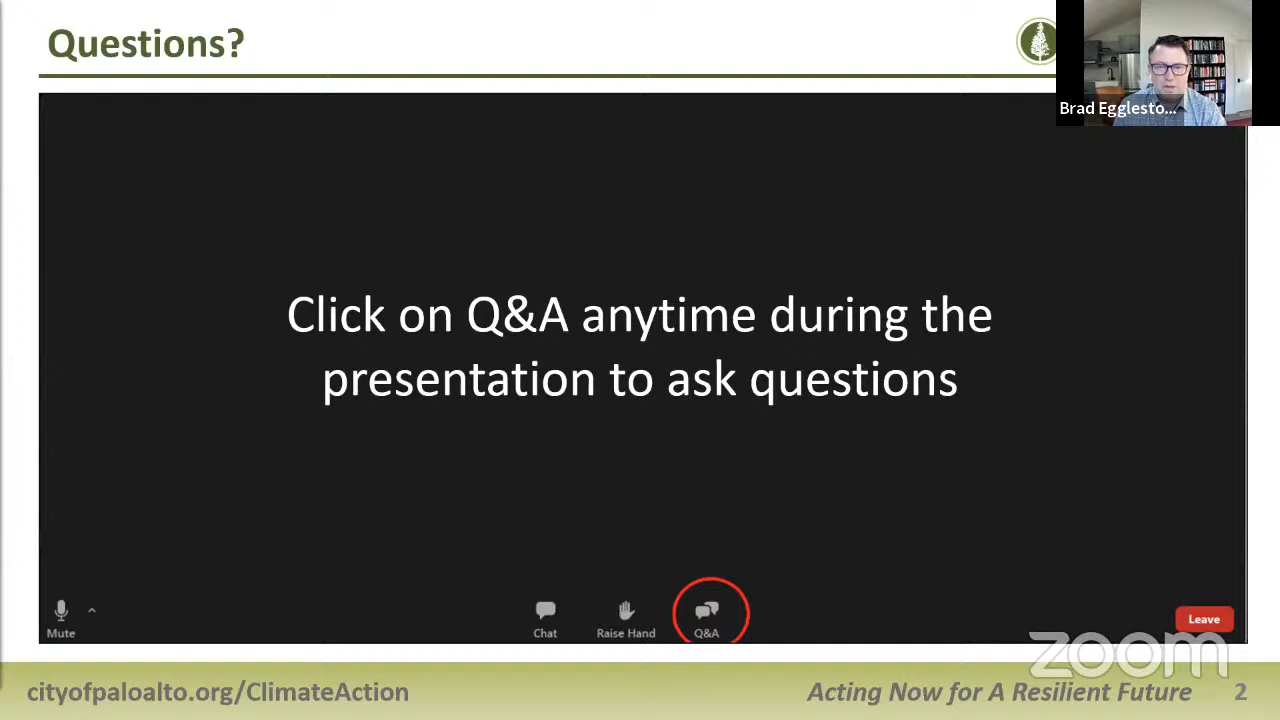 Questions?
Brad Egglesto...
Click on Q&A anytime during the
presentation to ask questions
Mute
Chat
Raise Hand
Q&A
Leave
zoom
cityofpaloalto.org/ClimateAction
Acting Now for A Resilient Future
2